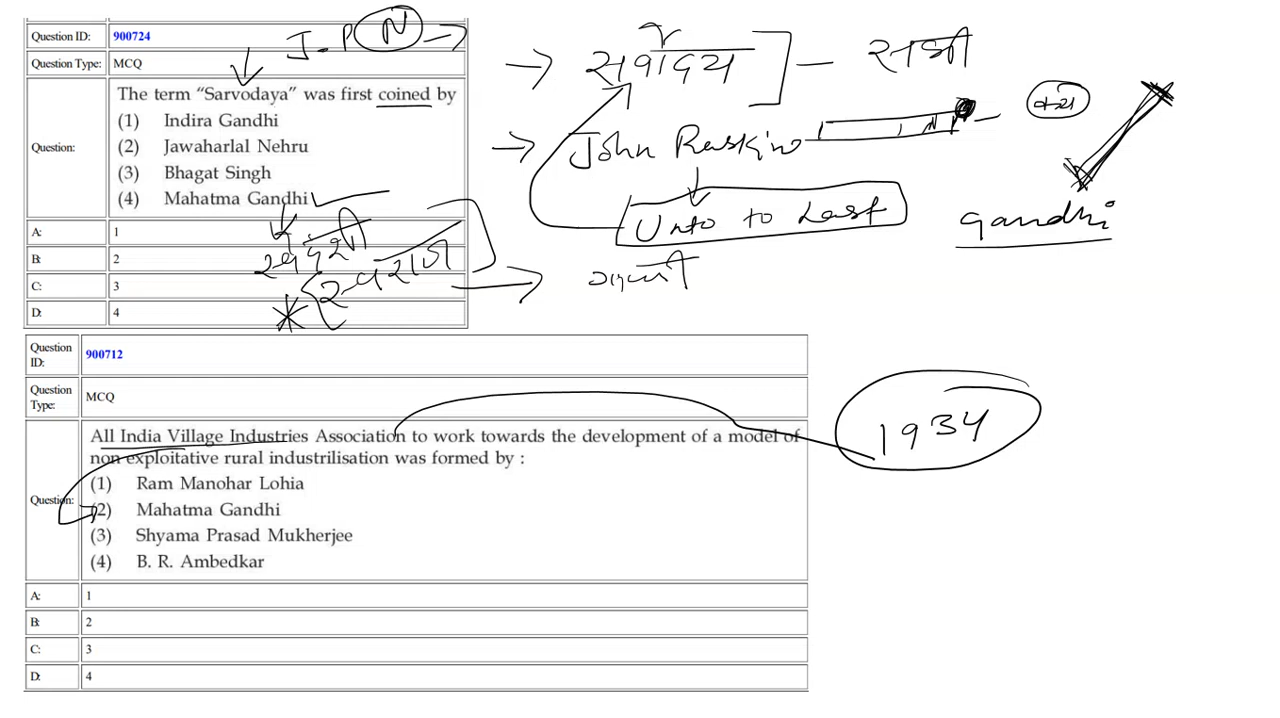 Question ID: 900724
J-P N
Question Type: MCQ
Question:
The term “Sarvodaya” was first coined by
(1) Indira Gandhi
(2) Jawaharlal Nehru
(3) Bhagat Singh
(4) Mahatma Gandhi
A: 1
B: 2
C: 3
D: 4
सर्वोदय
John Ruskin
Unto to Last
Gandhi
स्वदेशी
स्वराज
Question ID: 900712
Question Type: MCQ
Question:
All India Village Industries Association to work towards the development of a model of
non exploitative rural industrilisation was formed by :
(1) Ram Manohar Lohia
(2) Mahatma Gandhi
(3) Shyama Prasad Mukherjee
(4) B. R. Ambedkar
1934
A: 1
B: 2
C: 3
D: 4